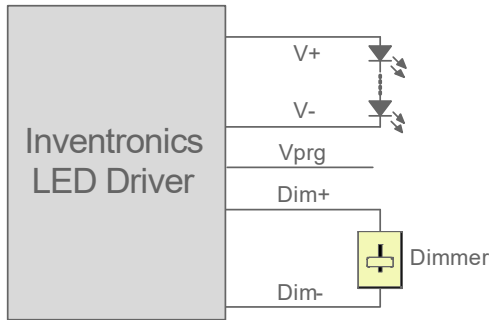 Inventronics
LED Driver
V+
V-
Vprg
Dim+
Dimmer
Dim-